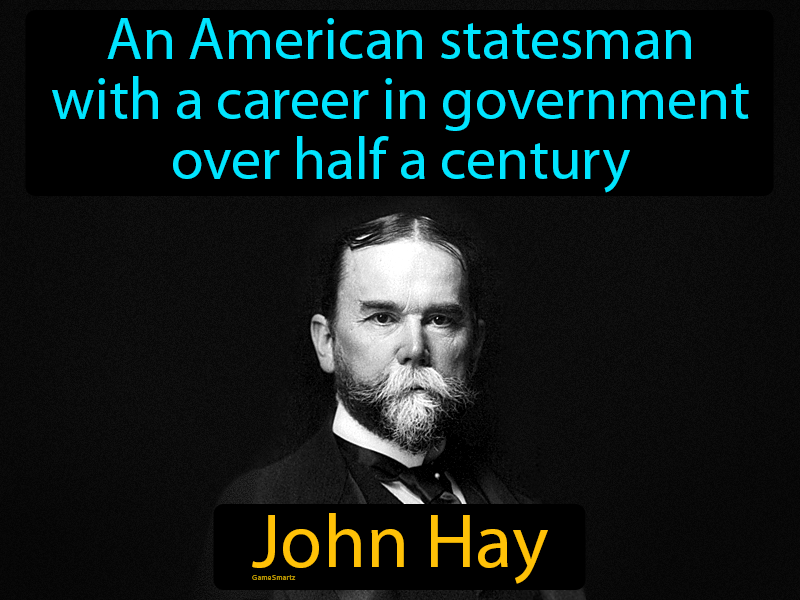 An American statesman
with a career in government
over half a century
John Hay
GameSmartz